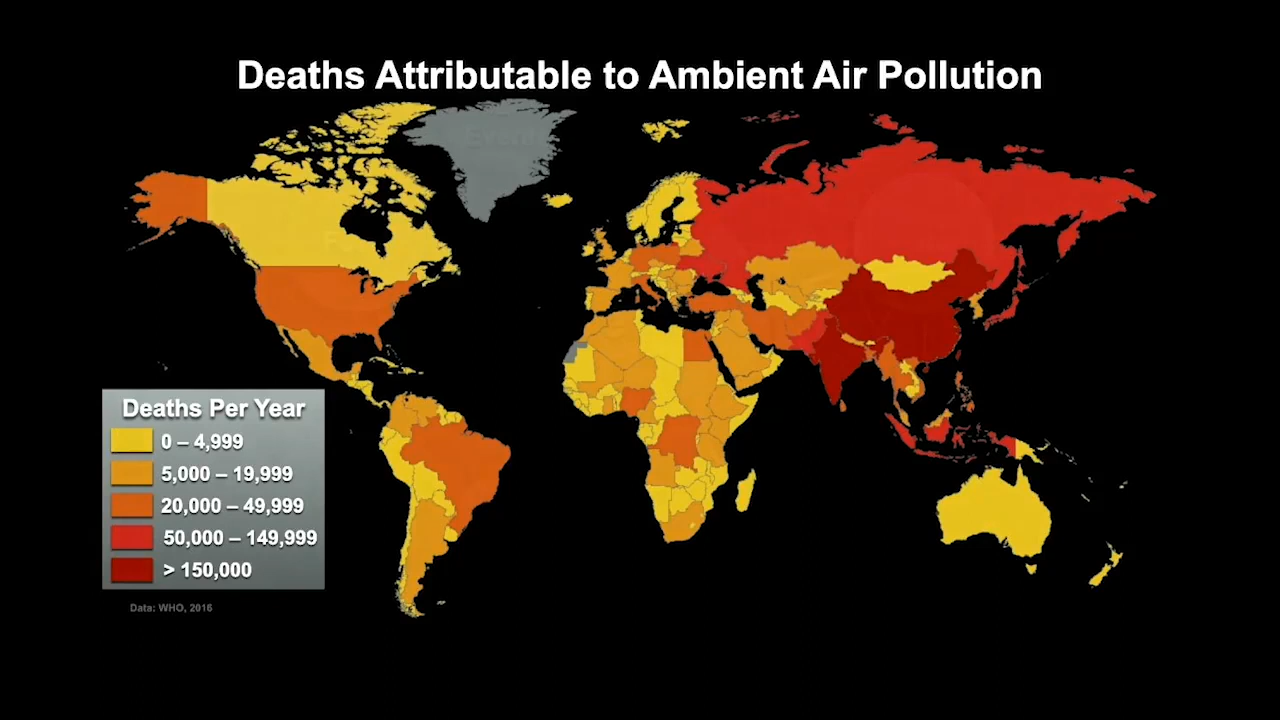 Deaths Attributable to Ambient Air Pollution
Deaths Per Year
0 – 4,999
5,000 – 19,999
20,000 – 49,999
50,000 – 149,999
> 150,000
Data: WHO, 2016